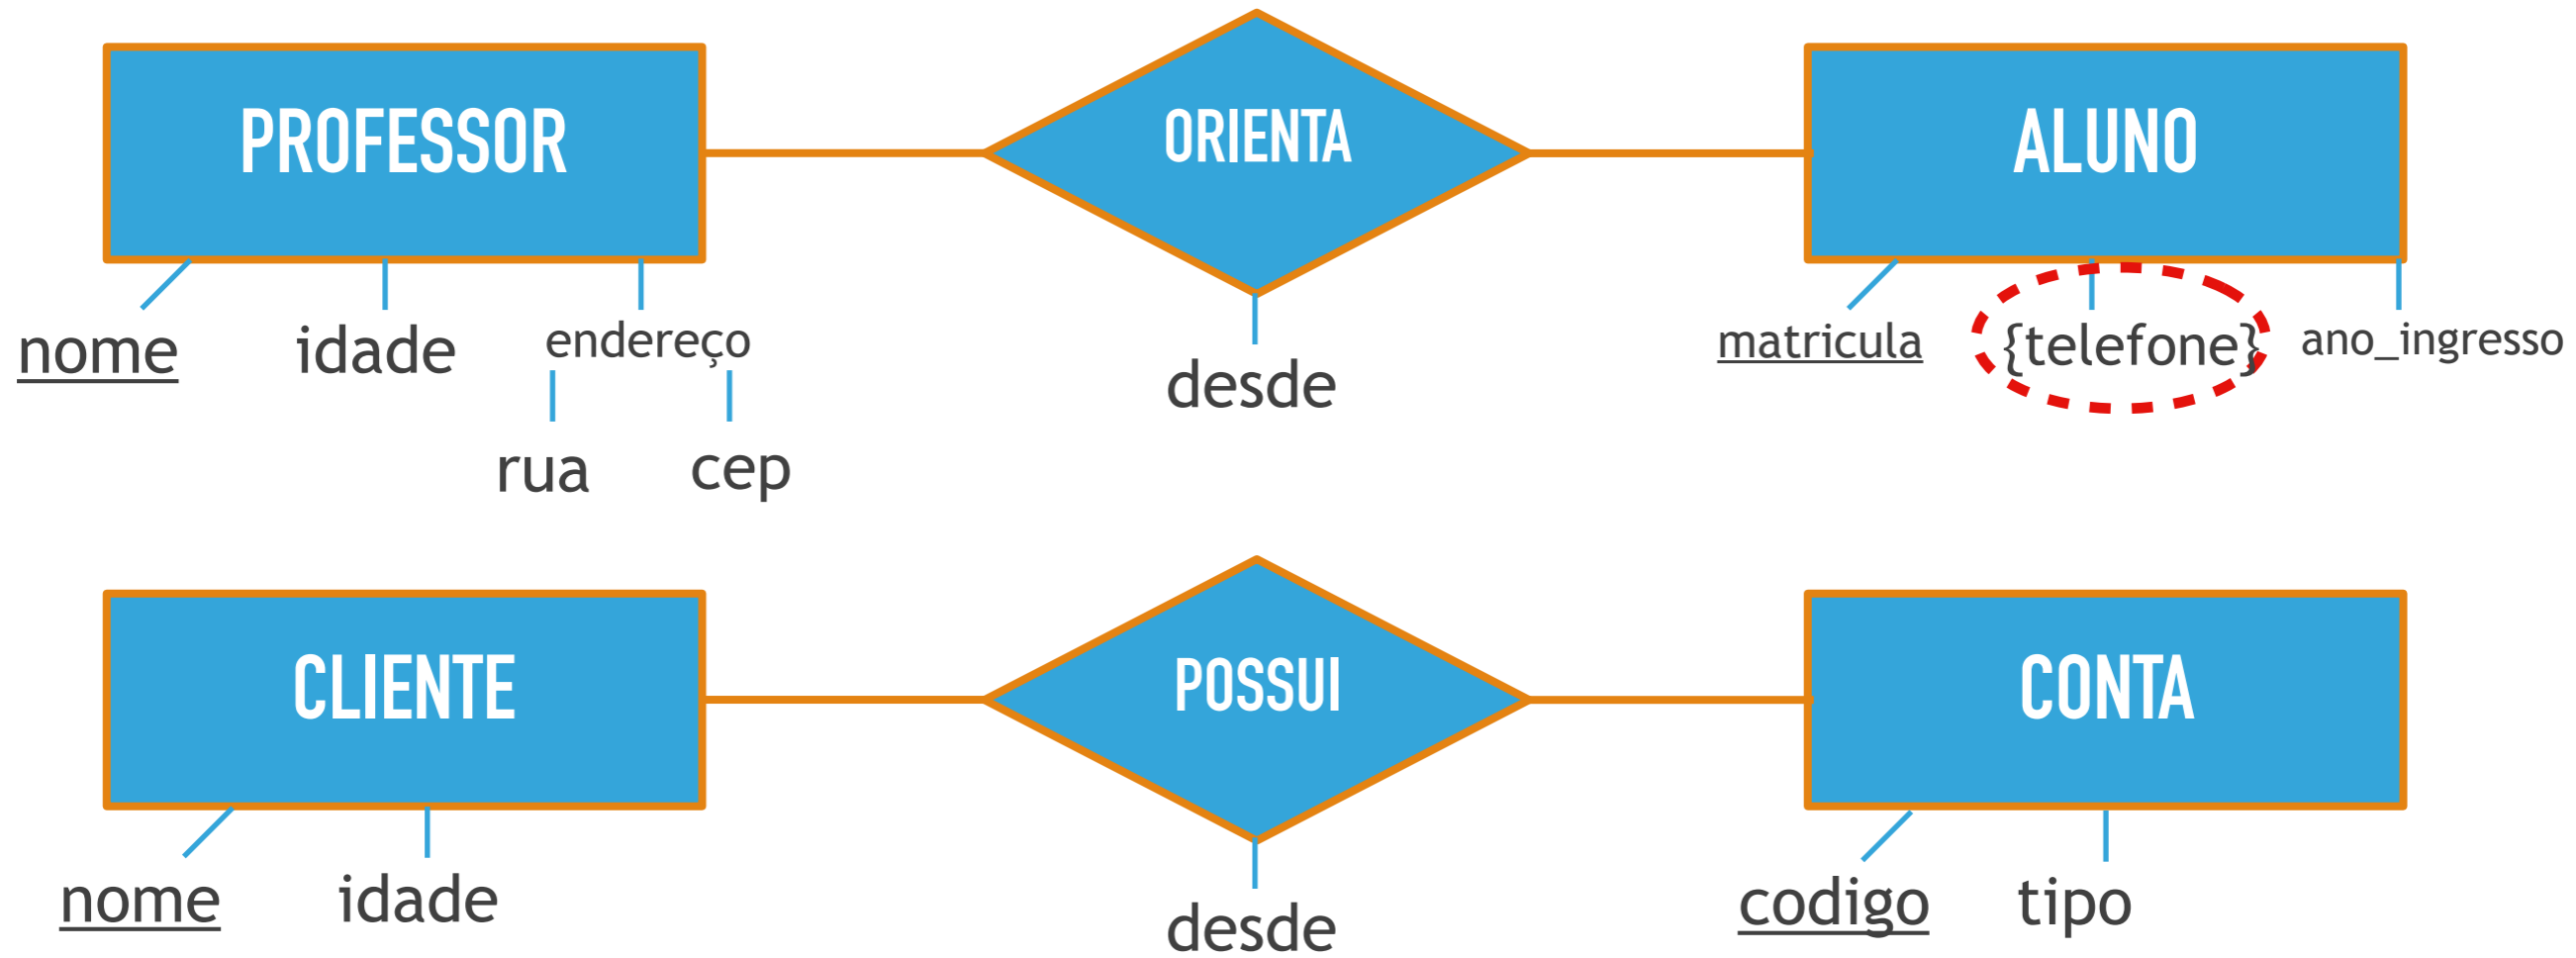 PROFESSOR
ORIENTA
ALUNO
nome
idade
endereço
rua
cep
desde
matricula
{telefone}
ano_ingresso
CLIENTE
POSSUI
CONTA
nome
idade
desde
codigo
tipo